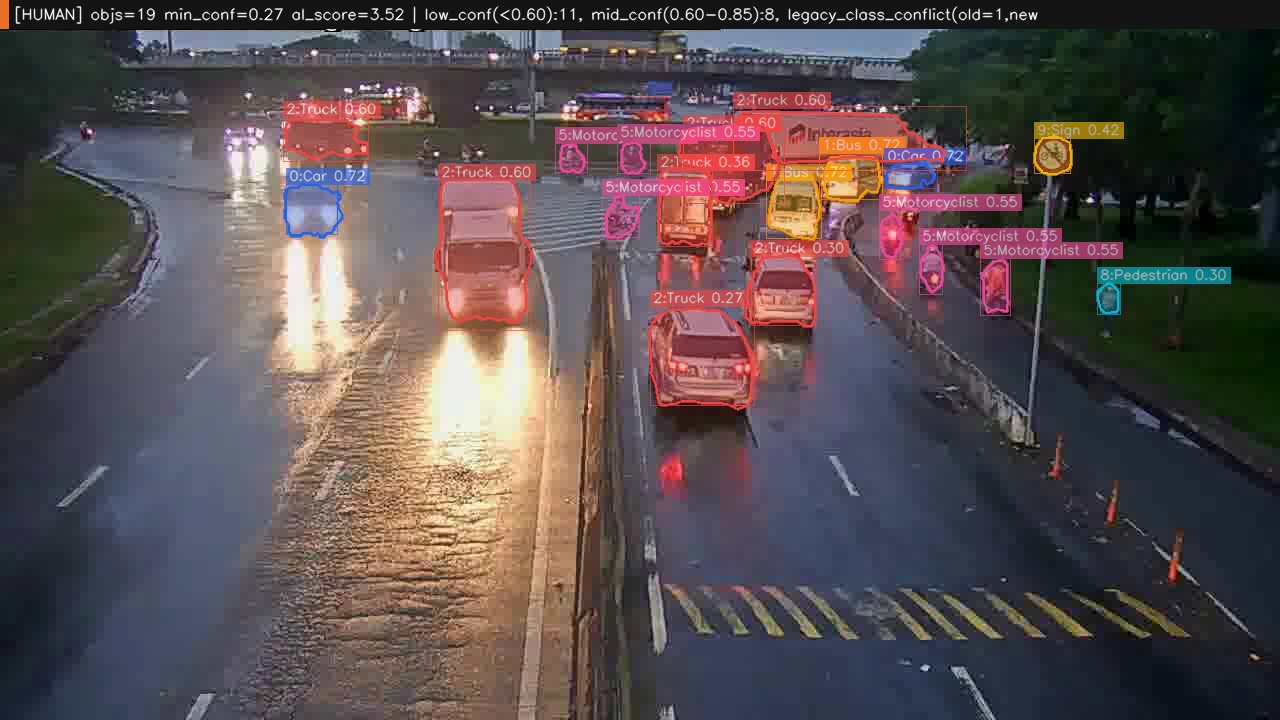 [HUMAN] objs=19 min_conf=0.27 al_score=3.52 | low_conf(<0.60):11, mid_conf(0.60-0.85):8, legacy_class_conflict(old=1,new
2:Truck 0.60
2:Truck 0.60
2:Truck 0.60
5:Motorc
5:Motorcyclist 0.55
Interasia
1:Bus 0.72
0:Car 0.72
9:Sign 0.42
2:Truck 0.36
0:Car 0.72
2:Truck 0.60
Bus 0.72
5:Motorcyclist 0.55
5:Motorcyclist 0.55
5:Motorcyclist 0.55
5:Motorcyclist 0.55
2:Truck 0.30
8:Pedestrian 0.30
2:Truck 0.27